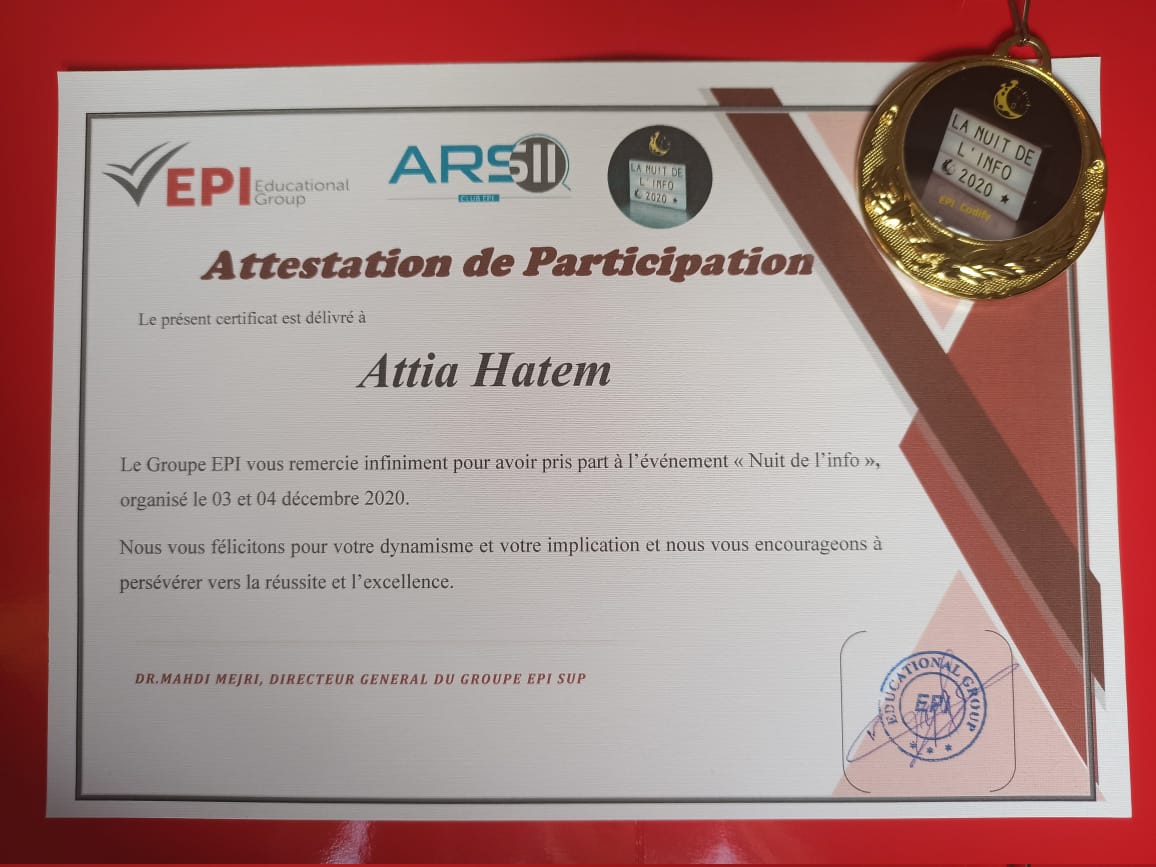 EPI Educational
Group
ARSII
CLUB EPI
LA NUIT DE
L'INFO
2020
LA NUIT DE
L'INFO
2020
EPI Codify
Attestation de Participation
Le présent certificat est délivré à
Attia Hatem
Le Groupe EPI vous remercie infiniment pour avoir pris part à l'événement « Nuit de l'info »,
organisé le 03 et 04 décembre 2020.
Nous vous félicitons pour votre dynamisme et votre implication et nous vous encourageons à
persévérer vers la réussite et l'excellence.
DR.MAHDI MEJRI, DIRECTEUR GENERAL DU GROUPE EPI SUP
EDUCATIONAL GROUP
EPI